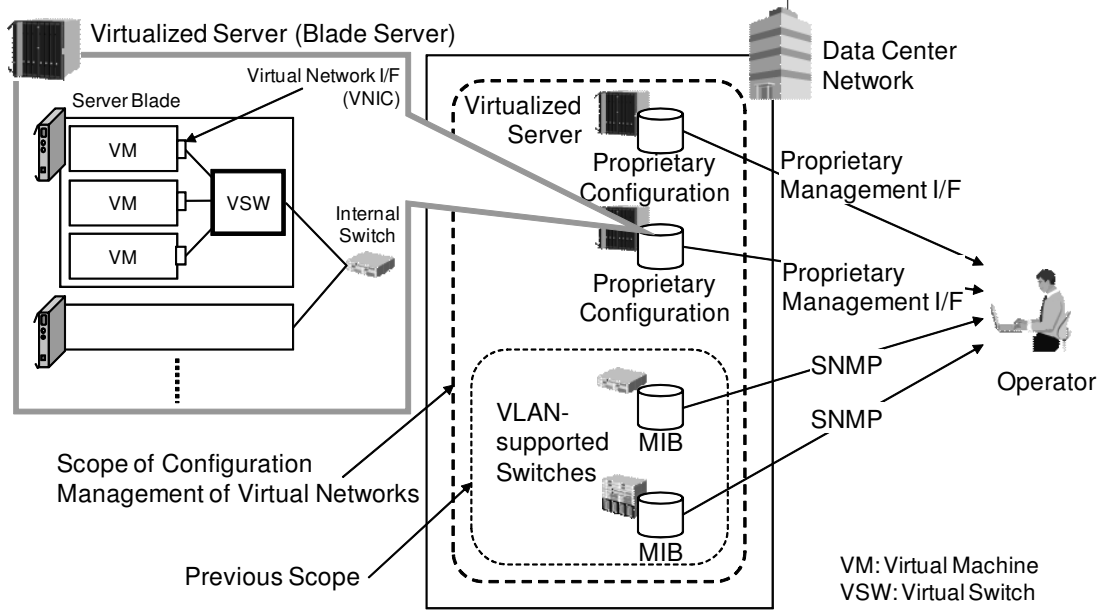 Virtualized Server (Blade Server)
Data Center
Network
Virtual Network I/F
(VNIC)
Server Blade
VM
VM
VM
VSW
Internal
Switch
Virtualized
Server
Proprietary
Configuration
Proprietary
Management I/F
Proprietary
Configuration
Proprietary
Management I/F
SNMP
SNMP
Operator
VLAN-
supported
Switches
MIB
MIB
Scope of Configuration
Management of Virtual Networks
Previous Scope
VM: Virtual Machine
VSW: Virtual Switch